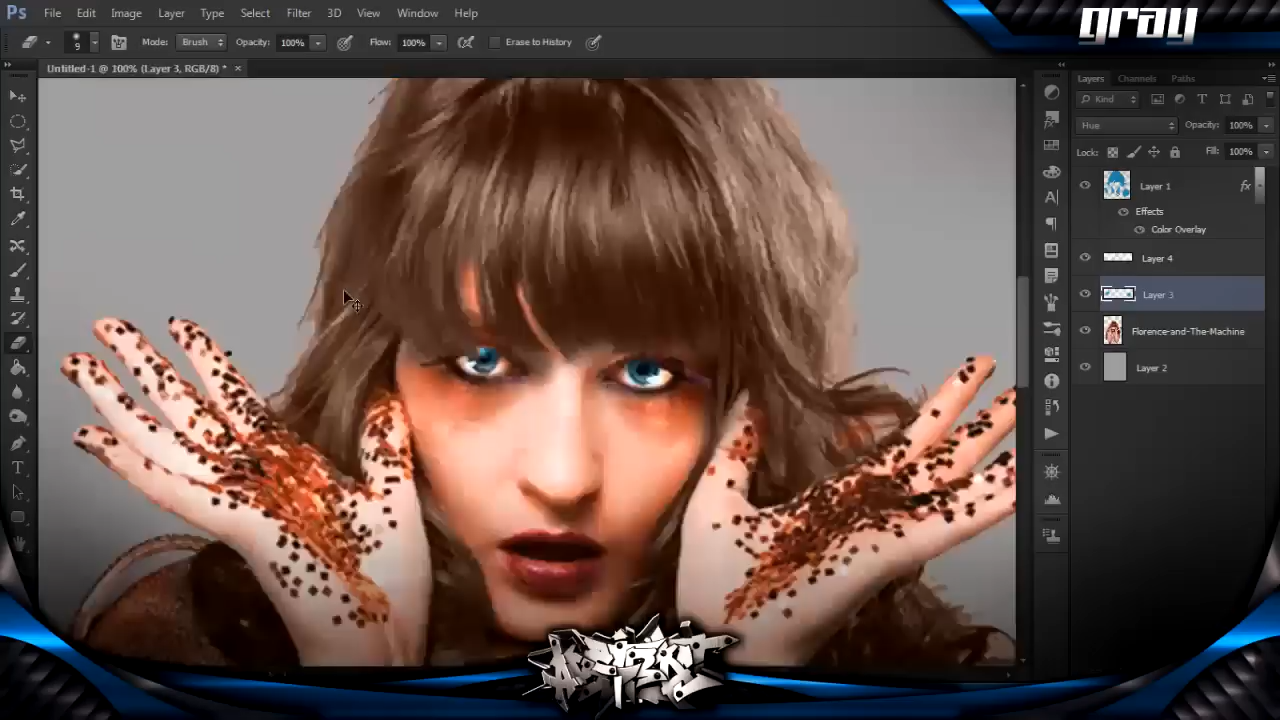 Ps File Edit Image Layer Type Select Filter 3D View Window Help
GRAY
9 Mode: Brush Opacity: 100% Flow: 100% Erase to History
Untitled-1 @ 100% (Layer 3, RGB/8) * ×
Layers Channels Paths
Kind
Hue Opacity: 100%
Lock: Fill: 100%
Layer 1 fx
Effects
Color Overlay
Layer 4
Layer 3
Florence-and-The-Machine
Layer 2